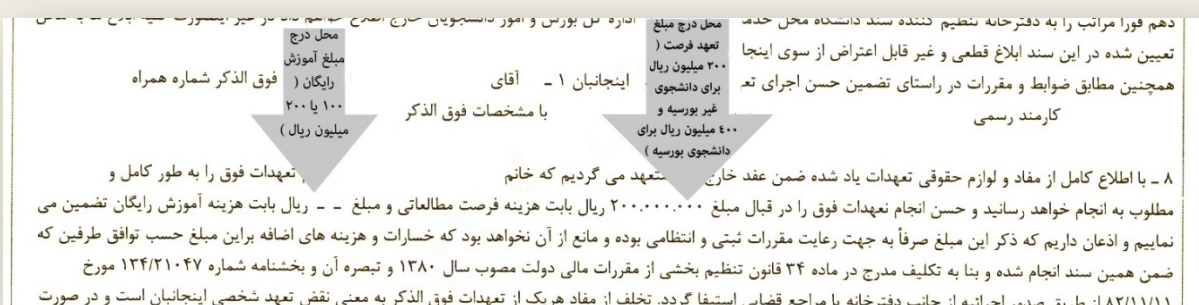 دهم فوراً مراتب را به دفترخانه تنظیم کننده سند دانشگاه محل خدمت
اداره کل بورس و امور دانشجویان خارج اطلاع خواهم داد در غیر اینصورت کلیه ابلاغ ها به محل
تعیین شده در این سند ابلاغ قطعی و غیر قابل اعتراض از سوی اینجا
همچنین مطابق ضوابط و مقررات در راستای تضمین حسن اجرای تعـ
اینجانبان ۱ ـ آقای
فوق الذکر شماره همراه
کارمند رسمی
با مشخصات فوق الذکر
محل درج مبلغ
تعهد فرصت (
۲۰۰ میلیون ریال
برای دانشجوی
غیر بورسیه و
۴۰۰ میلیون ریال برای
دانشجوی بورسیه )
محل درج
مبلغ آموزش
رایگان (
۱۰۰ یا ۲۰۰
میلیون ریال )
۸ ـ با اطلاع کامل از مفاد و لوازم حقوقی تعهدات یاد شده ضمن عقد خارج متعهد می گردیم که خانم تعهدات فوق را به طور کامل و
مطلوب به انجام خواهد رسانید و حسن انجام تعهدات فوق را در قبال مبلغ ۲۰۰.۰۰۰.۰۰۰ ریال بابت هزینه فرصت مطالعاتی و مبلغ ـ ـ ریال بابت هزینه آموزش رایگان تضمین می
نماییم و اذعان داریم که ذکر این مبلغ صرفاً به جهت رعایت مقررات ثبتی و انتظامی بوده و مانع از آن نخواهد بود که خسارات و هزینه های اضافه براین مبلغ حسب توافق طرفین که
ضمن همین سند انجام شده و بنا به تکلیف مدرج در ماده ۳۴ قانون تنظیم بخشی از مقررات مالی دولت مصوب سال ۱۳۸۰ و تبصره آن و بخشنامه شماره ۱۳۴/۲۱۰۴۷ مورخ
۸۲/۱۱/۱۱ از طریق صدور اجرائیه از جانب دفترخانه یا مراجع قضایی استیفا گردد. تخلف از مفاد هریک از تعهدات فوق الذکر به معنی نقض تعهد شخصی اینجانبان است و در صورت